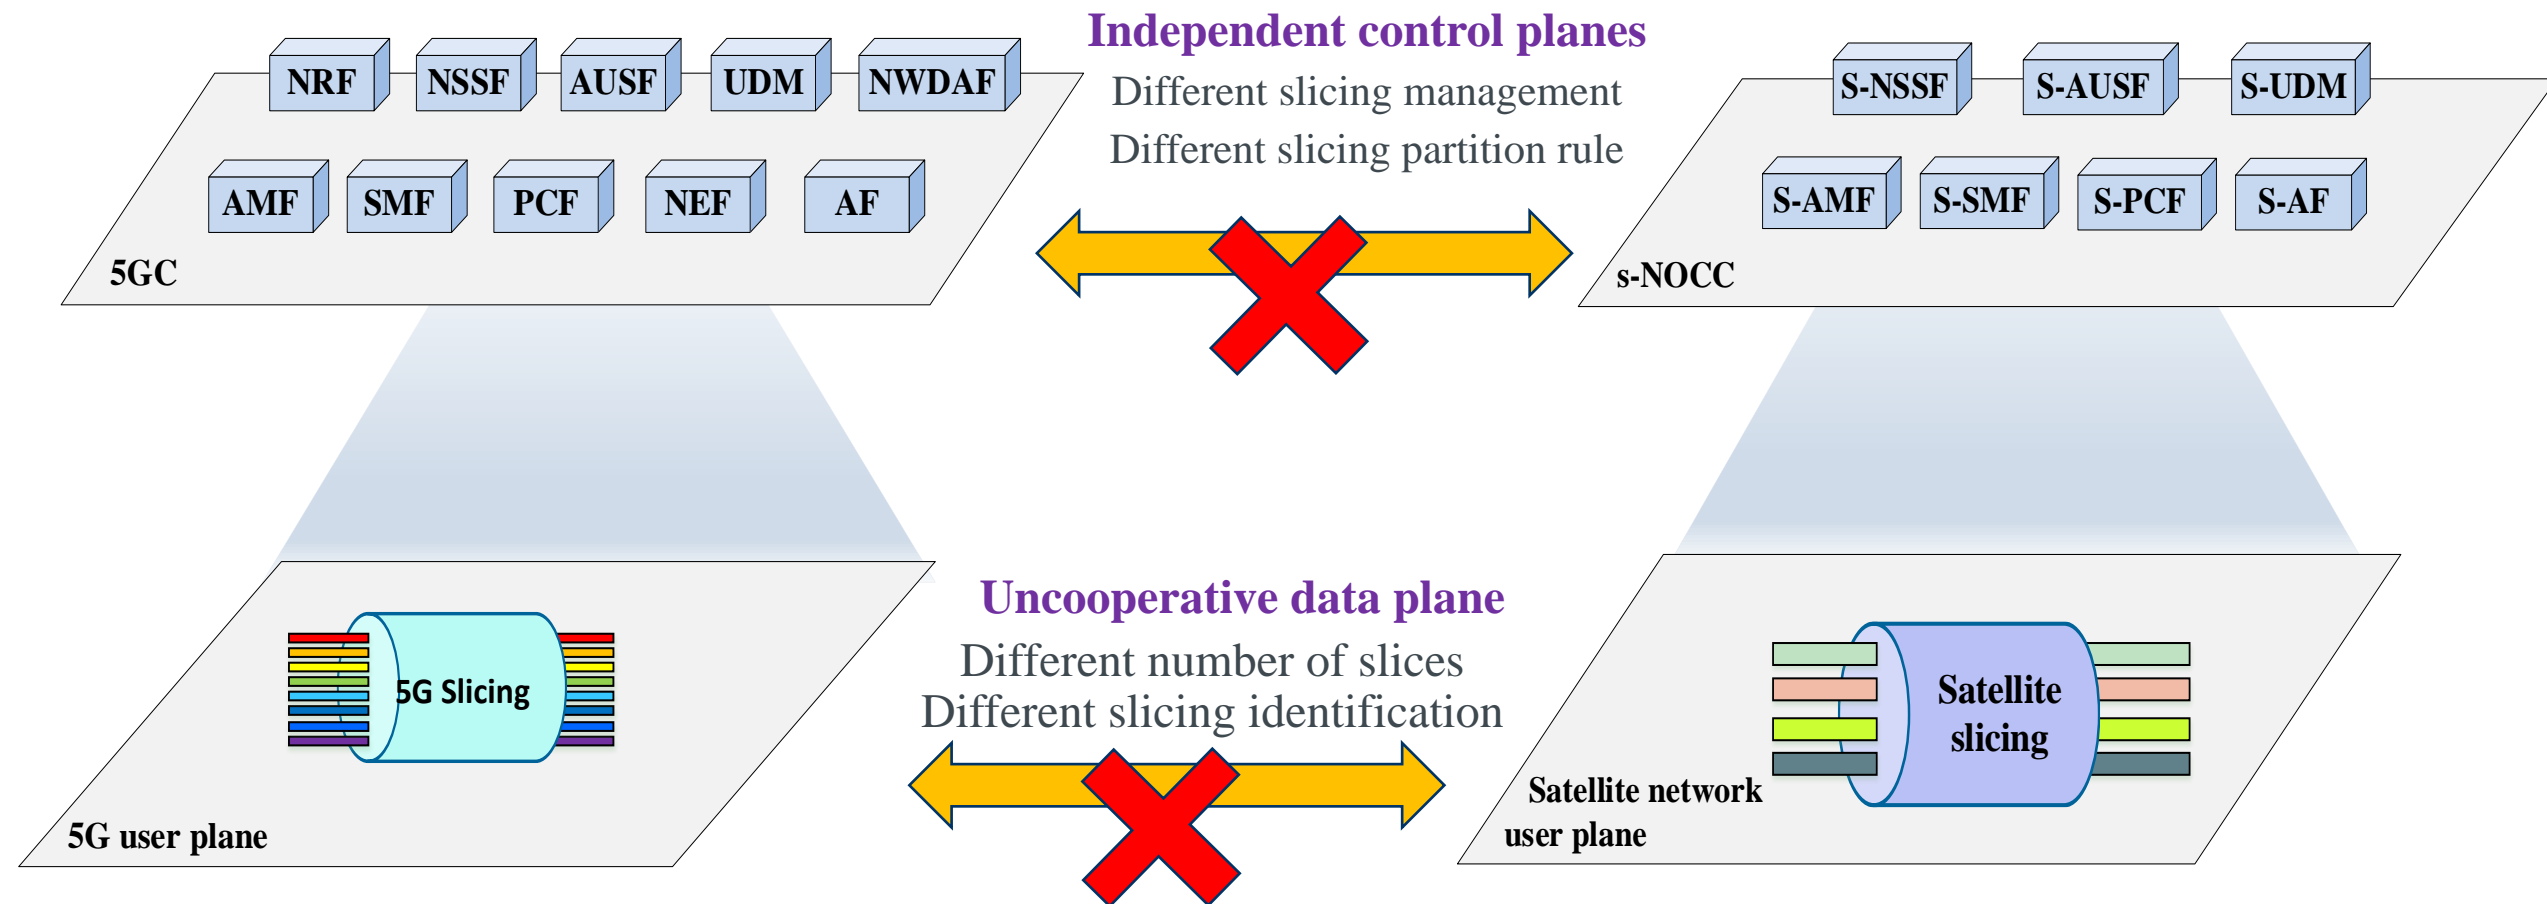 Independent control planes
Different slicing management
Different slicing partition rule
NRF
NSSF
AUSF
UDM
NWDAF
AMF
SMF
PCF
NEF
AF
5GC
S-NSSF
S-AUSF
S-UDM
S-AMF
S-SMF
S-PCF
S-AF
s-NOCC
Uncooperative data plane
Different number of slices
Different slicing identification
5G Slicing
5G user plane
Satellite
slicing
Satellite network
user plane